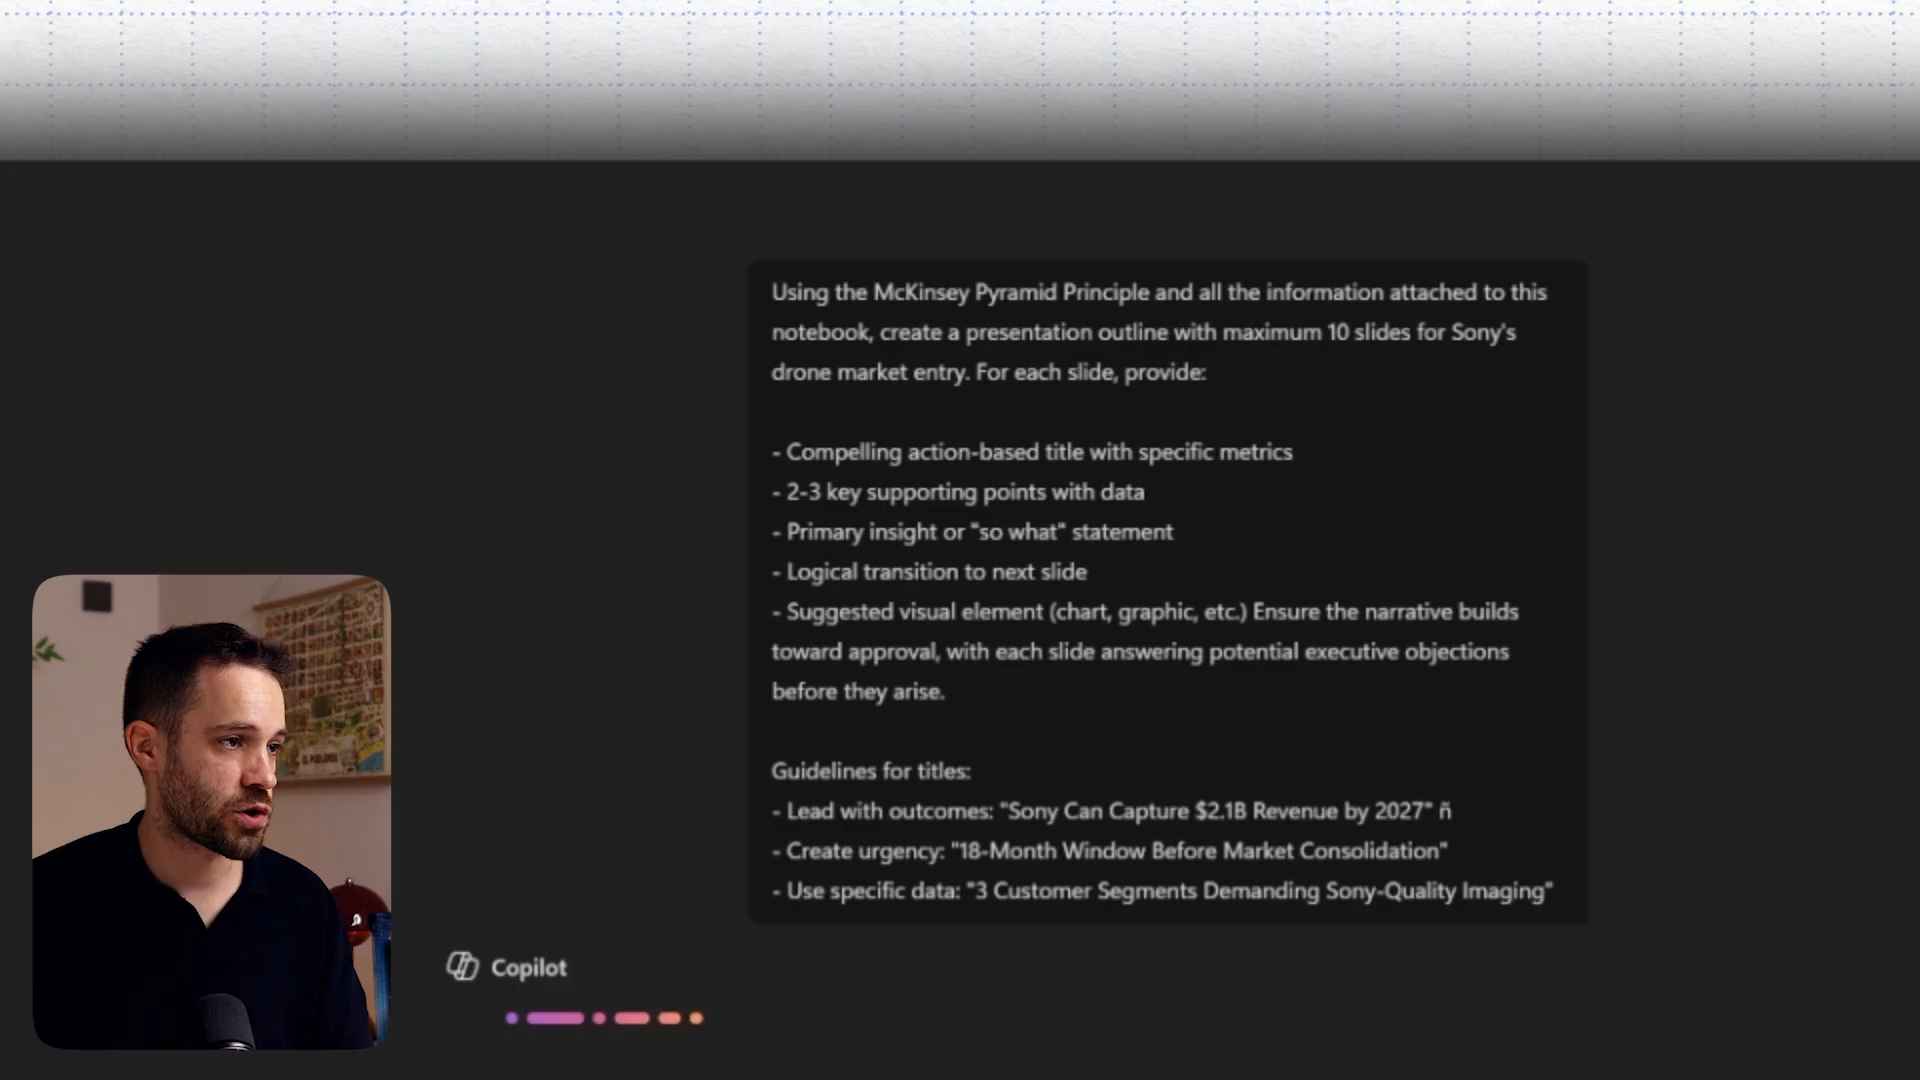 Using the McKinsey Pyramid Principle and all the information attached to this
notebook, create a presentation outline with maximum 10 slides for Sony's
drone market entry. For each slide, provide:
- Compelling action-based title with specific metrics
- 2-3 key supporting points with data
- Primary insight or "so what" statement
- Logical transition to next slide
- Suggested visual element (chart, graphic, etc.) Ensure the narrative builds
toward approval, with each slide answering potential executive objections
before they arise.
Guidelines for titles:
- Lead with outcomes: "Sony Can Capture $2.1B Revenue by 2027" ñ
- Create urgency: "18-Month Window Before Market Consolidation"
- Use specific data: "3 Customer Segments Demanding Sony-Quality Imaging"
Copilot